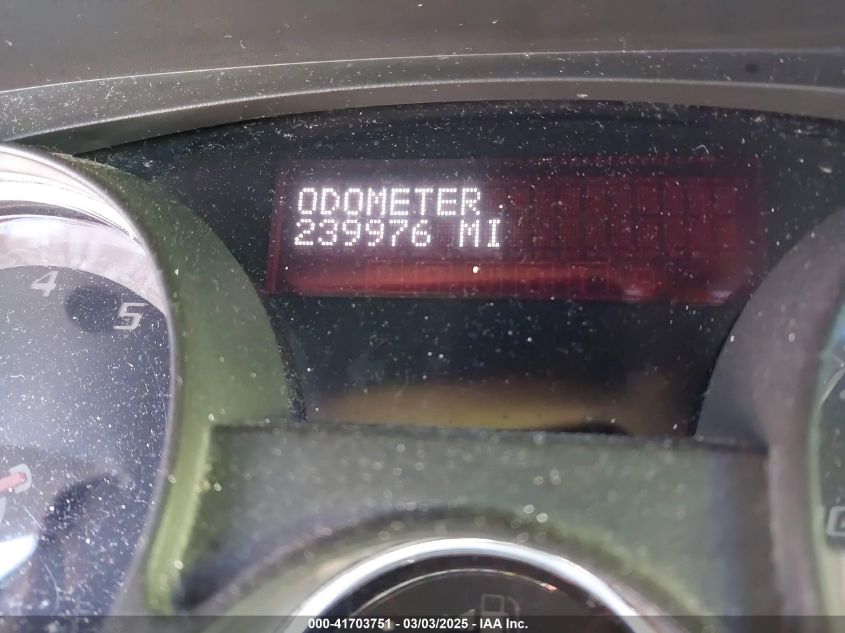 ODOMETER
239976 MI
4
5
000-41703751 | 03/03/2025 - IAA Inc.